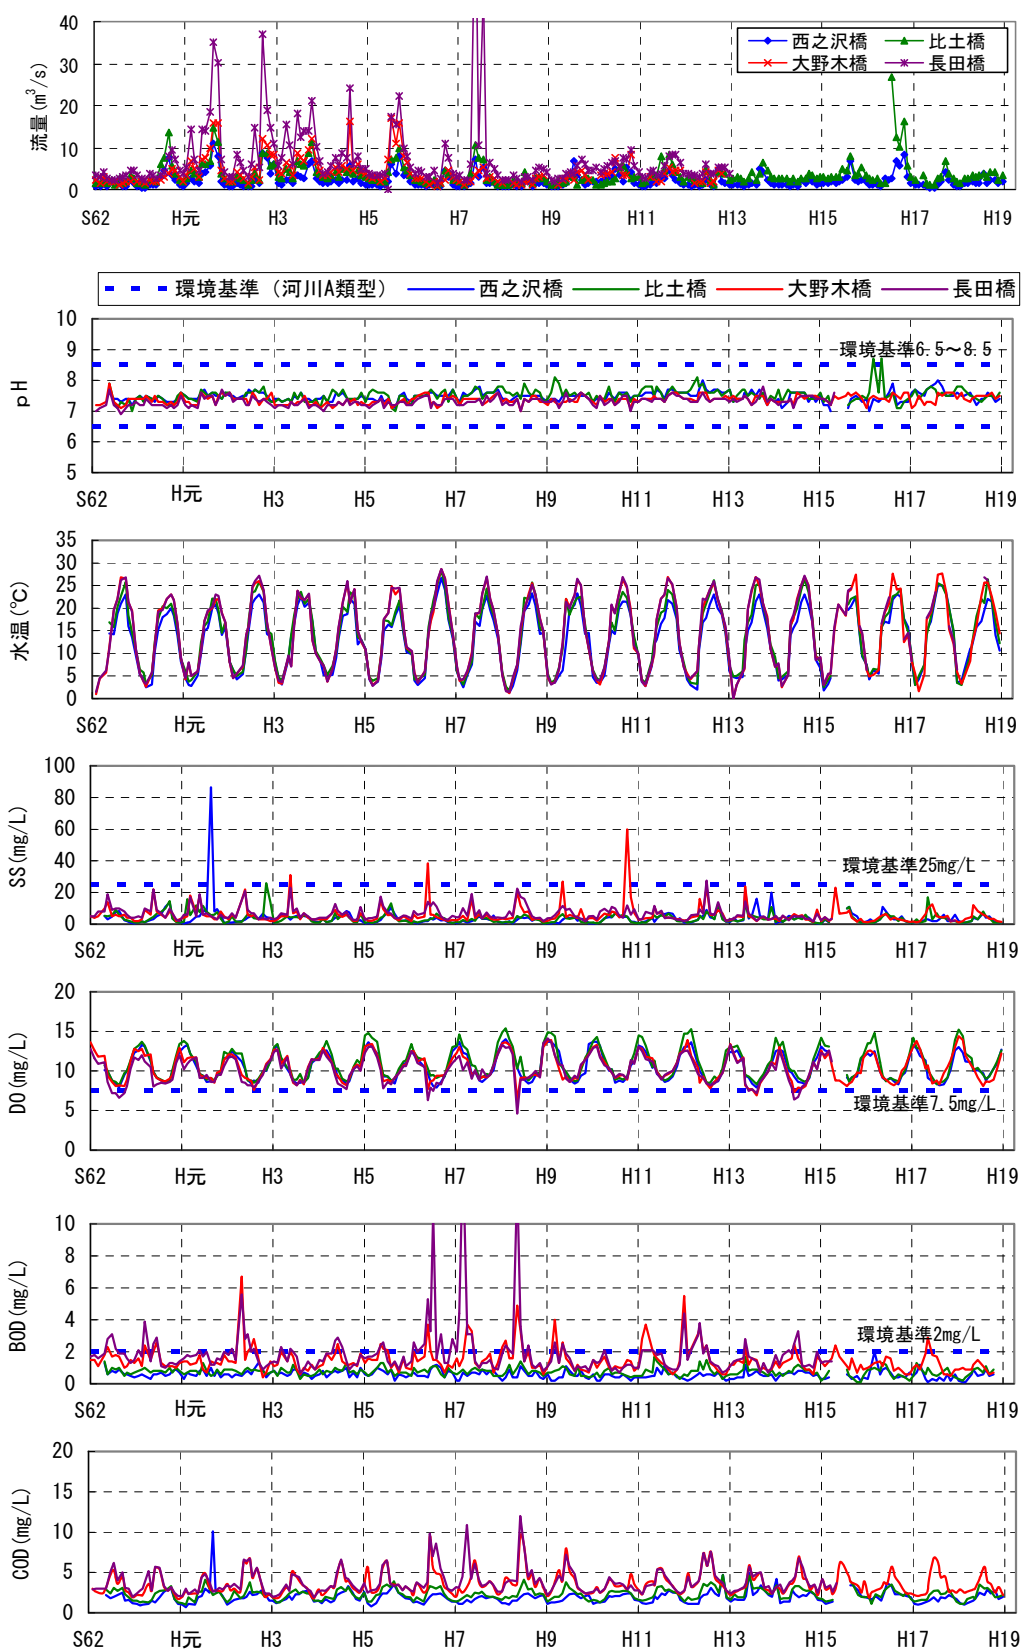 40
30
20
10
0
流量(m³/s)
西之沢橋
比土橋
大野木橋
長田橋
S62 H元 H3 H5 H7 H9 H11 H13 H15 H17 H19
環境基準（河川A類型） 西之沢橋 比土橋 大野木橋 長田橋
10
9
8
7
6
5
pH
環境基準6.5～8.5
S62 H元 H3 H5 H7 H9 H11 H13 H15 H17 H19
35
30
25
20
15
10
5
0
水温(℃)
S62 H元 H3 H5 H7 H9 H11 H13 H15 H17 H19
100
80
60
40
20
0
SS(mg/L)
環境基準25mg/L
S62 H元 H3 H5 H7 H9 H11 H13 H15 H17 H19
20
15
10
5
0
DO(mg/L)
環境基準7.5mg/L
S62 H元 H3 H5 H7 H9 H11 H13 H15 H17 H19
10
8
6
4
2
0
BOD(mg/L)
環境基準2mg/L
S62 H元 H3 H5 H7 H9 H11 H13 H15 H17 H19
20
15
10
5
0
COD(mg/L)
S62 H元 H3 H5 H7 H9 H11 H13 H15 H17 H19